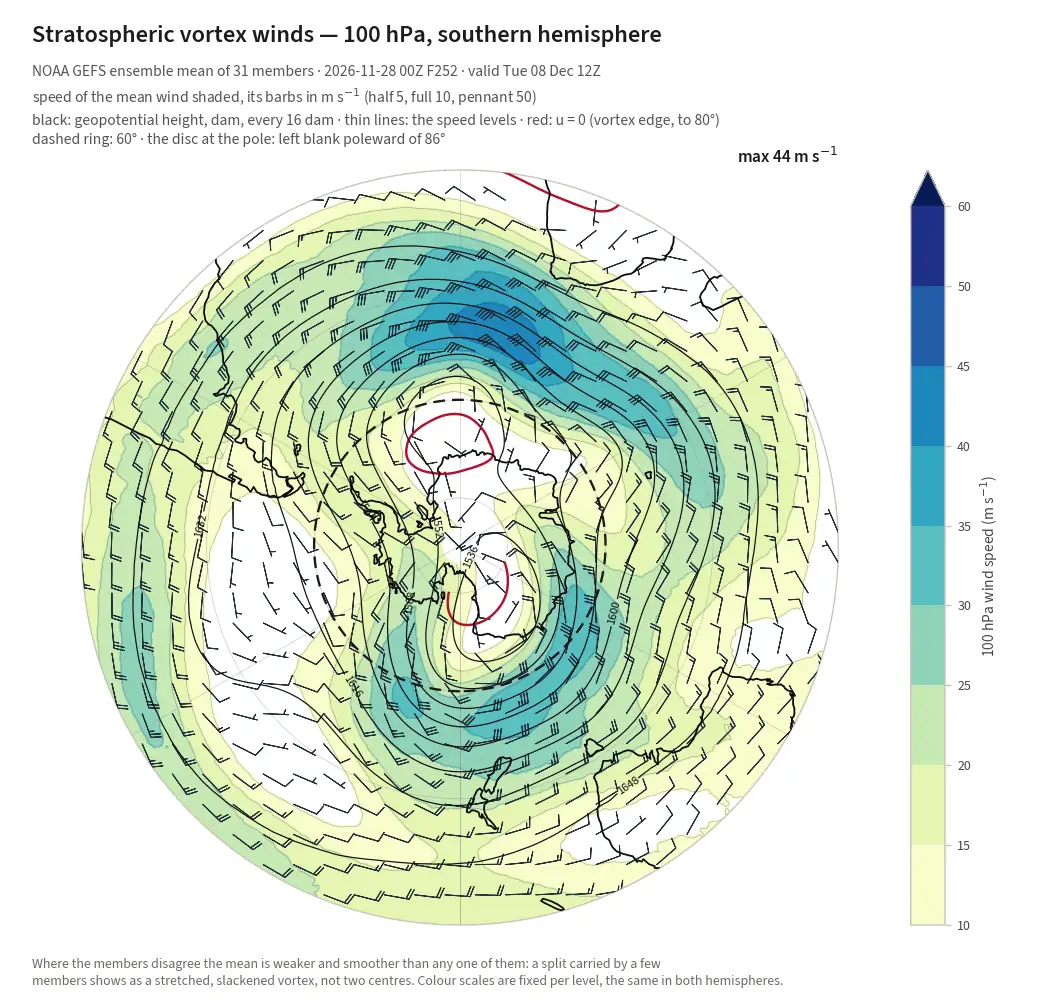 Stratospheric vortex winds — 100 hPa, southern hemisphere
NOAA GEFS ensemble mean of 31 members · 2026-11-28 00Z F252 · valid Tue 08 Dec 12Z
speed of the mean wind shaded, its barbs in m s⁻¹ (half 5, full 10, pennant 50)
black: geopotential height, dam, every 16 dam · thin lines: the speed levels · red: u = 0 (vortex edge, to 80°)
dashed ring: 60° · the disc at the pole: left blank poleward of 86°
max 44 m s⁻¹
60
50
45
40
35
30
25
20
15
10
100 hPa wind speed (m s⁻¹)
1632
1552
1536
1600
1616
1648
Where the members disagree the mean is weaker and smoother than any one of them: a split carried by a few
members shows as a stretched, slackened vortex, not two centres. Colour scales are fixed per level, the same in both hemispheres.